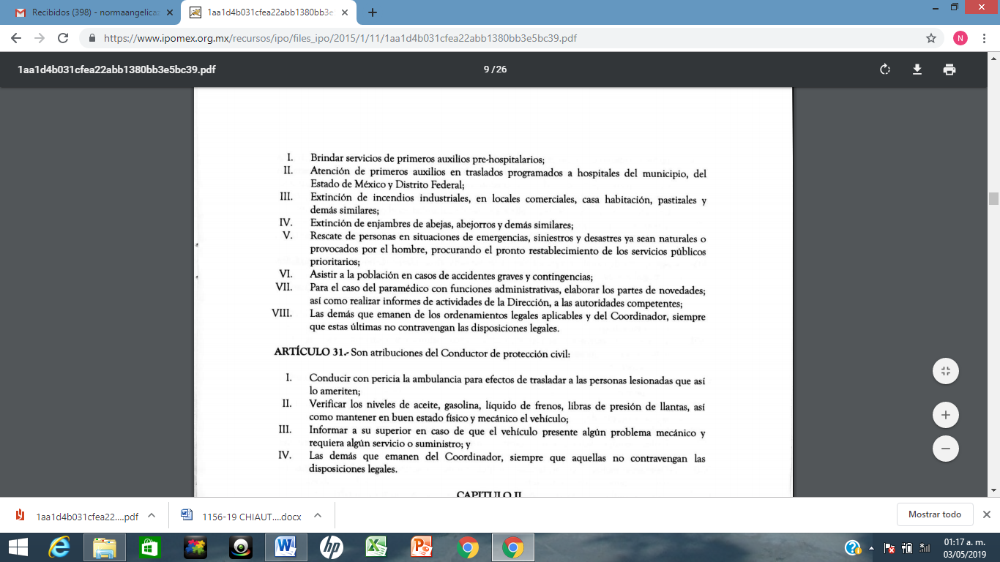 Recibidos (398) - normaangelica
1aa1d4b031cfea22abb1380bb3e
https://www.ipomex.org.mx/recursos/ipo/files_ipo/2015/1/11/1aa1d4b031cfea22abb1380bb3e5bc39.pdf
N
1aa1d4b031cfea22abb1380bb3e5bc39.pdf
9 / 26
I. Brindar servicios de primeros auxilios pre-hospitalarios;
II. Atención de primeros auxilios en traslados programados a hospitales del municipio, del
Estado de México y Distrito Federal;
III. Extinción de incendios industriales, en locales comerciales, casa habitación, pastizales y
demás similares;
IV. Extinción de enjambres de abejas, abejorros y demás similares;
V. Rescate de personas en situaciones de emergencias, siniestros y desastres ya sean naturales o
provocados por el hombre, procurando el pronto restablecimiento de los servicios públicos
prioritarios;
VI. Asistir a la población en casos de accidentes graves y contingencias;
VII. Para el caso del paramédico con funciones administrativas, elaborar los partes de novedades;
así como realizar informes de actividades de la Dirección, a las autoridades competentes;
VIII. Las demás que emanen de los ordenamientos legales aplicables y del Coordinador, siempre
que estas últimas no contravengan las disposiciones legales.
ARTÍCULO 31.- Son atribuciones del Conductor de protección civil:
I. Conducir con pericia la ambulancia para efectos de trasladar a las personas lesionadas que así
lo ameriten;
II. Verificar los niveles de aceite, gasolina, líquido de frenos, libras de presión de llantas, así
como mantener en buen estado físico y mecánico el vehículo;
III. Informar a su superior en caso de que el vehículo presente algún problema mecánico y
requiera algún servicio o suministro; y
IV. Las demás que emanen del Coordinador, siempre que aquellas no contravengan las
disposiciones legales.
CAPITULO II
1aa1d4b031cfea22....pdf
1156-19 CHIAUT....docx
Mostrar todo
01:17 a. m.
03/05/2019